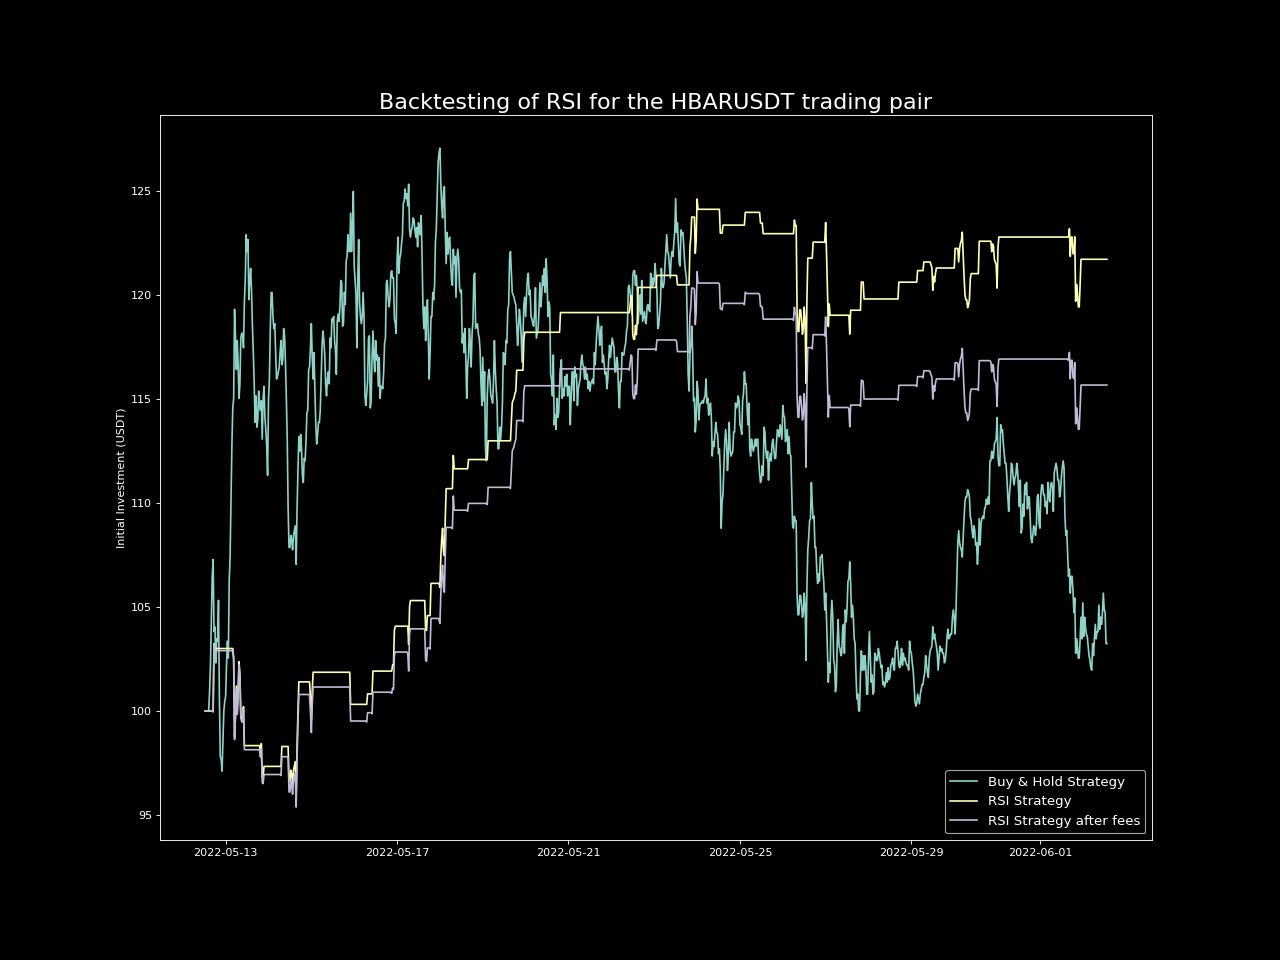 Backtesting of RSI for the HBARUSDT trading pair
Initial Investment (USDT)
125
120
115
110
105
100
95
2022-05-13
2022-05-17
2022-05-21
2022-05-25
2022-05-29
2022-06-01
Buy & Hold Strategy
RSI Strategy
RSI Strategy after fees